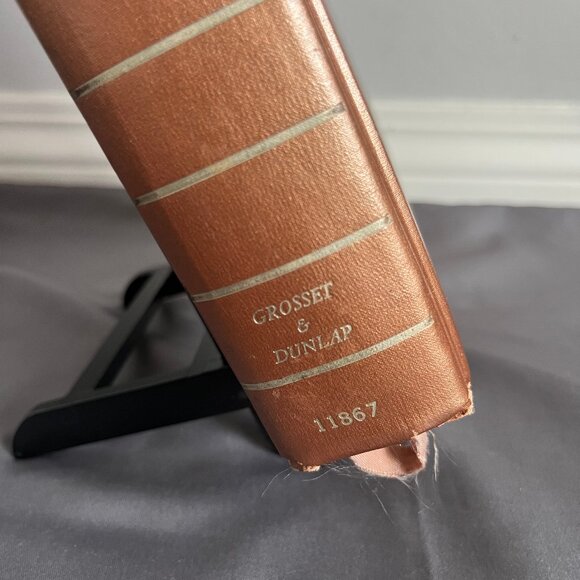 GROSSET
&
DUNLAP
11867